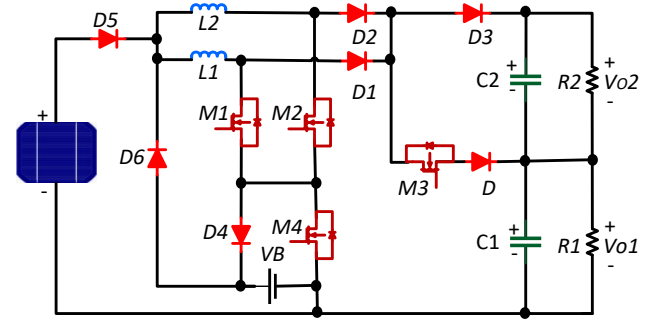 D5
L2
D2
D3
L1
D1
+
-
M1
M2
+
-
C2
R2
+
Vo2
-
D6
M3
D
D4
M4
VB
+
-
C1
R1
+
Vo1
-